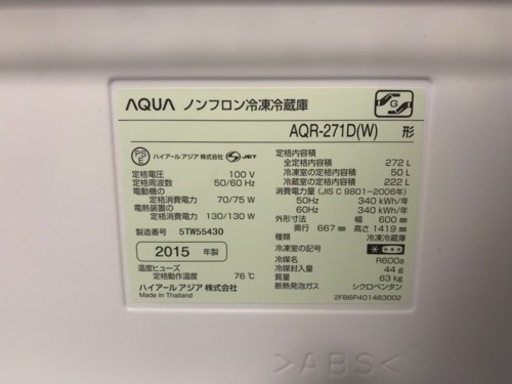 AQUA ノンフロン冷凍冷蔵庫
G
AQR-271D(W) 形
PS E ハイアール アジア 株式会社 JET
定格電圧 100 V
定格周波数 50/60 Hz
電動機の
定格消費電力 70/75 W
電熱装置の
定格消費電力 130/130 W
製造番号 5TW55430
2015 年製
温度ヒューズ
定格動作温度 76℃
ハイアール アジア 株式会社
Made in Thailand
定格内容積
全定格内容積 272 L
冷凍室の定格内容積 50 L
冷蔵室の定格内容積 222 L
消費電力量 (JIS C 9801-2006年)
50Hz 340 kWh/年
60Hz 340 kWh/年
外形寸法 幅 600 mm
奥行 667 mm 高さ 1419 mm
種類 冷凍冷蔵庫
冷凍室の記号
冷媒名 R600a
冷媒封入量 44 g
質量 63 kg
断熱発泡ガス シクロペンタン
2FB6P401483002
>ABS<